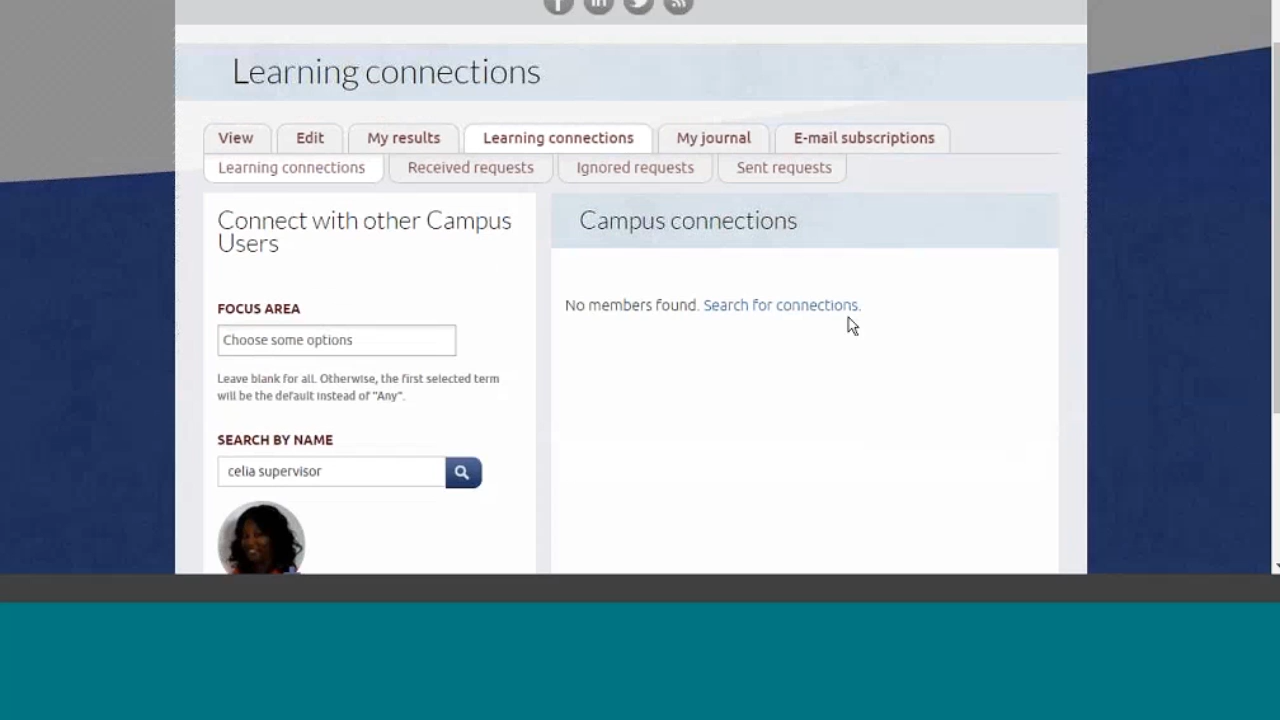 Learning connections
View Edit My results Learning connections My journal E-mail subscriptions
Learning connections Received requests Ignored requests Sent requests
Connect with other Campus
Users
FOCUS AREA
Choose some options
Leave blank for all. Otherwise, the first selected term
will be the default instead of "Any".
SEARCH BY NAME
celia supervisor
Campus connections
No members found. Search for connections.